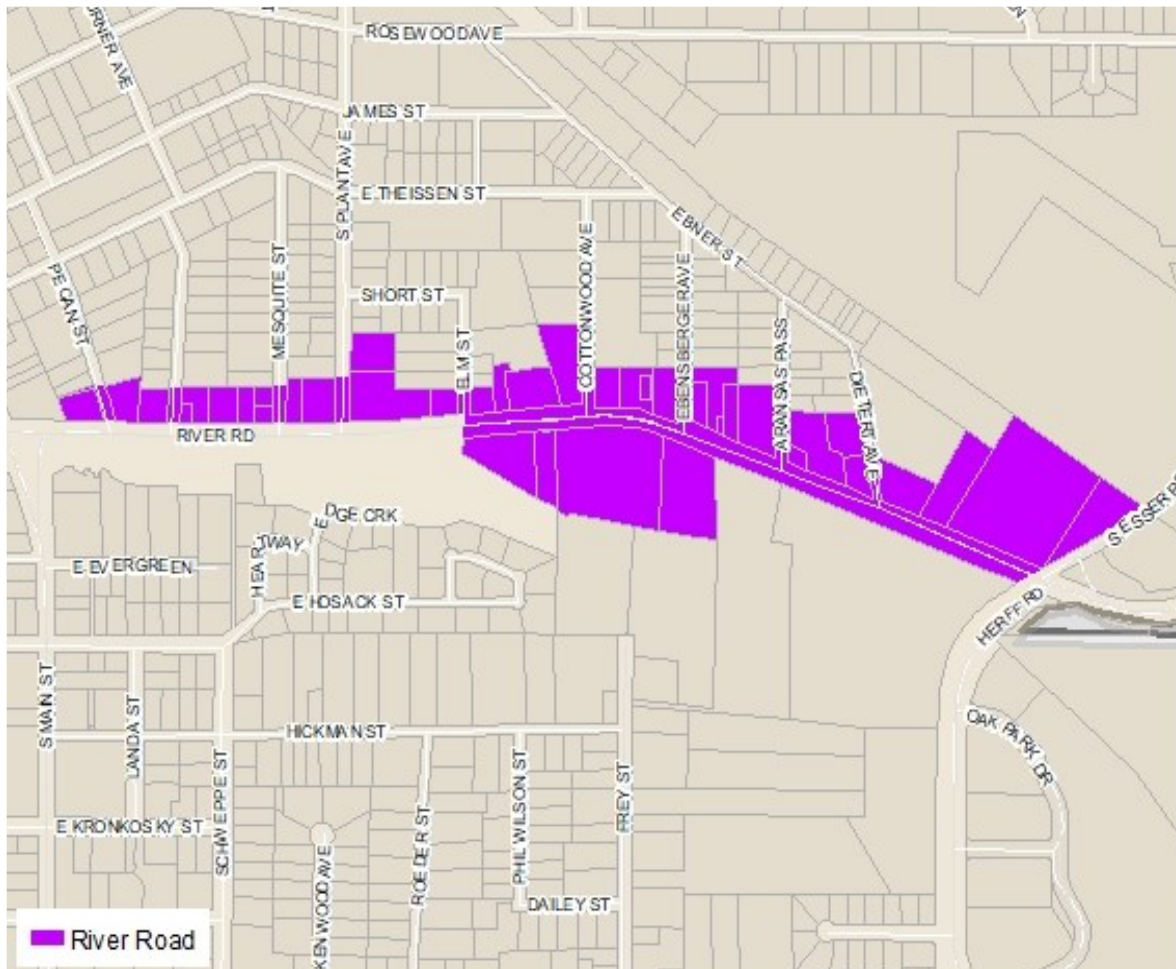 ROSEWOOD AVE
JAMES ST
S PLANT AVE
E THEISSEN ST
EBNER ST
PECAN ST
MESQUITE ST
SHORT ST
ELM ST
COTTONWOOD AVE
EBENSBERGER AVE
ARANSAS PASS
DIETERT AVE
RIVER RD
S ESSER R
EDGE CRK
HEAR
TWAY
E EVERGREEN
E HOSACK ST
HERFF RD
S MAIN ST
LANDA ST
SCHWEPPE ST
HICKMAN ST
OAK PARK DR
E KRONKOSKY ST
ROEDER ST
PHIL WILSON ST
FREY ST
KENWOOD AVE
DAILEY ST
River Road